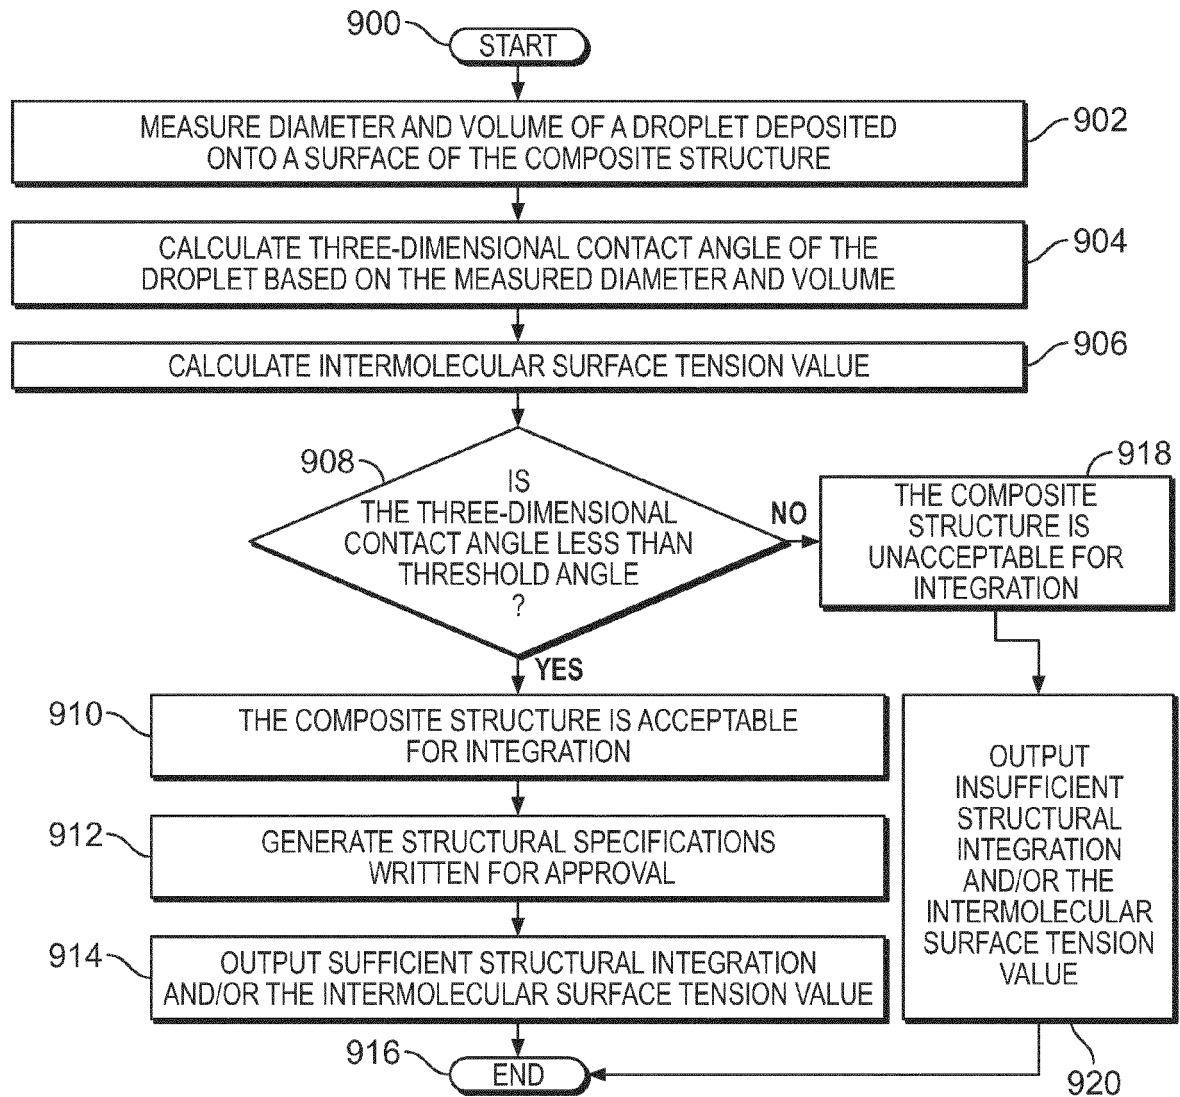 900
START
MEASURE DIAMETER AND VOLUME OF A DROPLET DEPOSITED
ONTO A SURFACE OF THE COMPOSITE STRUCTURE
902
CALCULATE THREE-DIMENSIONAL CONTACT ANGLE OF THE
DROPLET BASED ON THE MEASURED DIAMETER AND VOLUME
904
CALCULATE INTERMOLECULAR SURFACE TENSION VALUE
906
908
IS
THE THREE-DIMENSIONAL
CONTACT ANGLE LESS THAN
THRESHOLD ANGLE
?
NO
918
THE COMPOSITE
STRUCTURE IS
UNACCEPTABLE FOR
INTEGRATION
YES
910
THE COMPOSITE STRUCTURE IS ACCEPTABLE
FOR INTEGRATION
912
GENERATE STRUCTURAL SPECIFICATIONS
WRITTEN FOR APPROVAL
914
OUTPUT SUFFICIENT STRUCTURAL INTEGRATION
AND/OR THE INTERMOLECULAR SURFACE TENSION VALUE
OUTPUT
INSUFFICIENT
STRUCTURAL
INTEGRATION
AND/OR THE
INTERMOLECULAR
SURFACE TENSION
VALUE
920
916
END